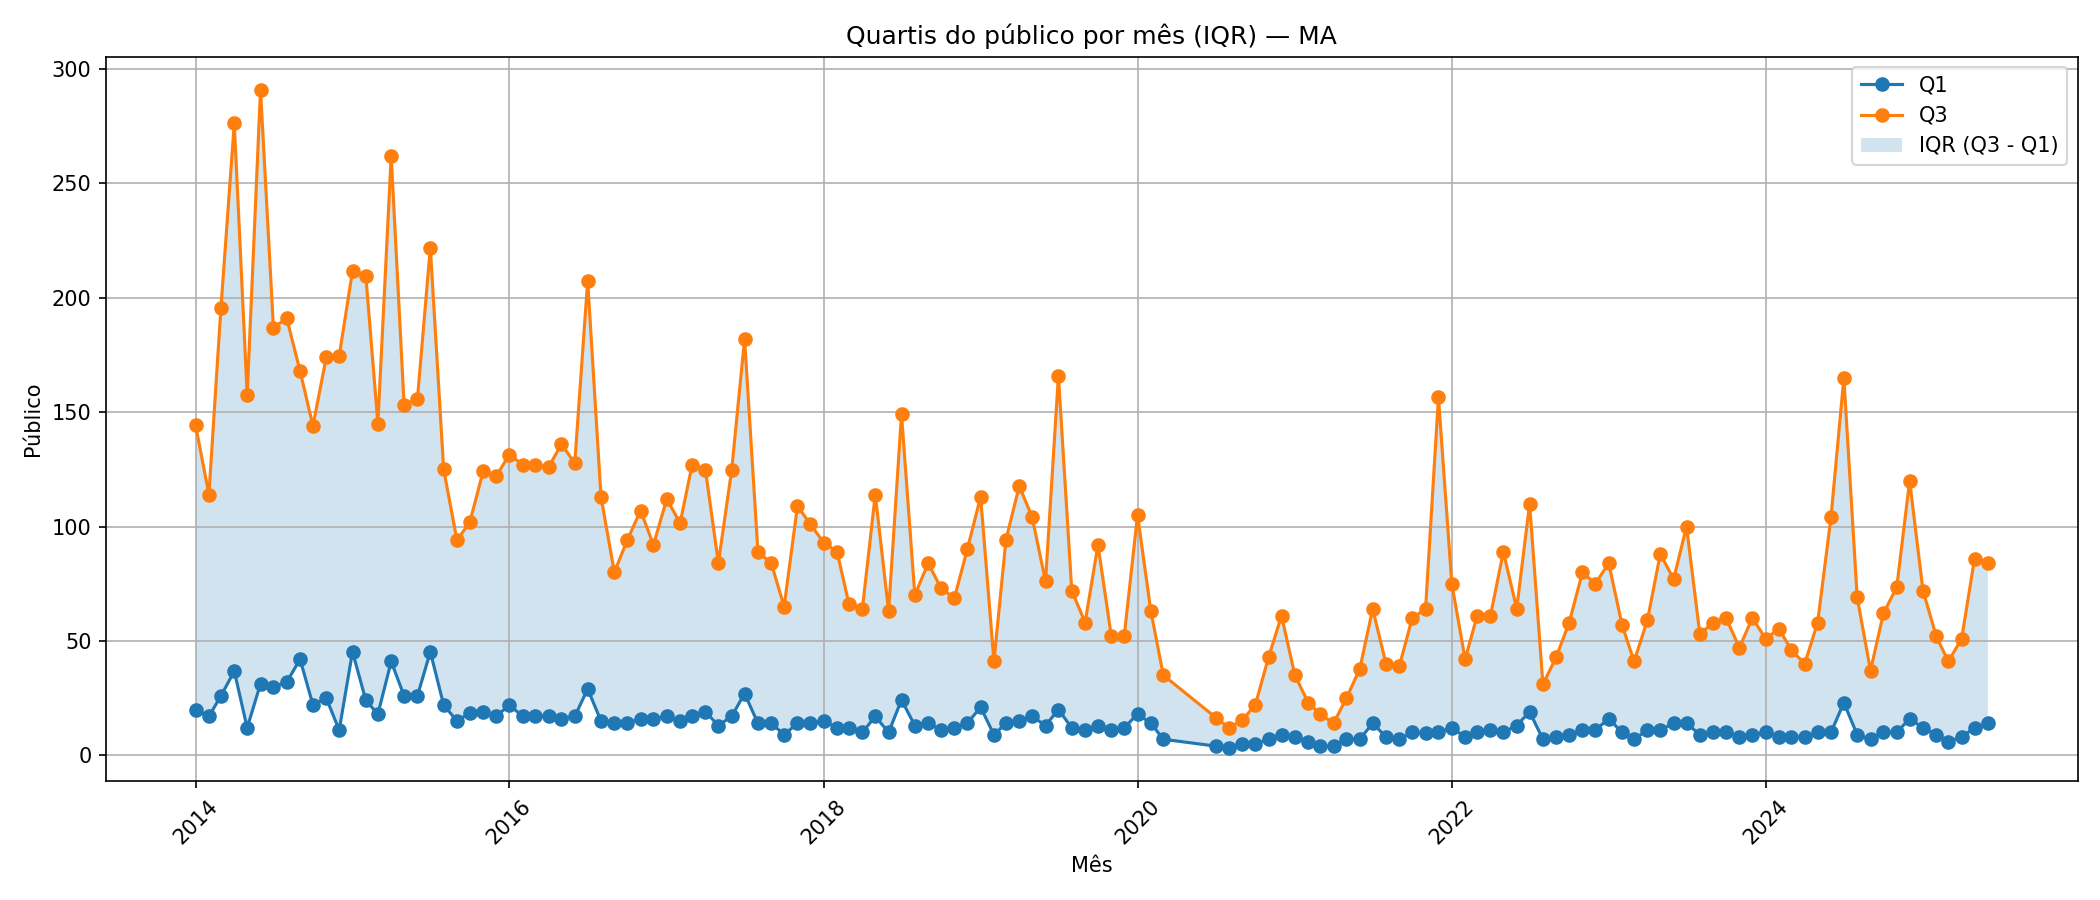 Quartis do público por mês (IQR) — MA
Q1
Q3
IQR (Q3 - Q1)
Público
300
250
200
150
100
50
0
2014
2016
2018
2020
2022
2024
Mês